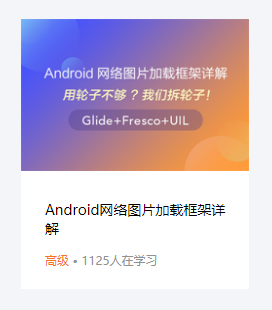 Android 网络图片加载框架详解
用轮子不够？我们拆轮子！
Glide+Fresco+UIL
Android网络图片加载框架详
解
高级 • 1125人在学习